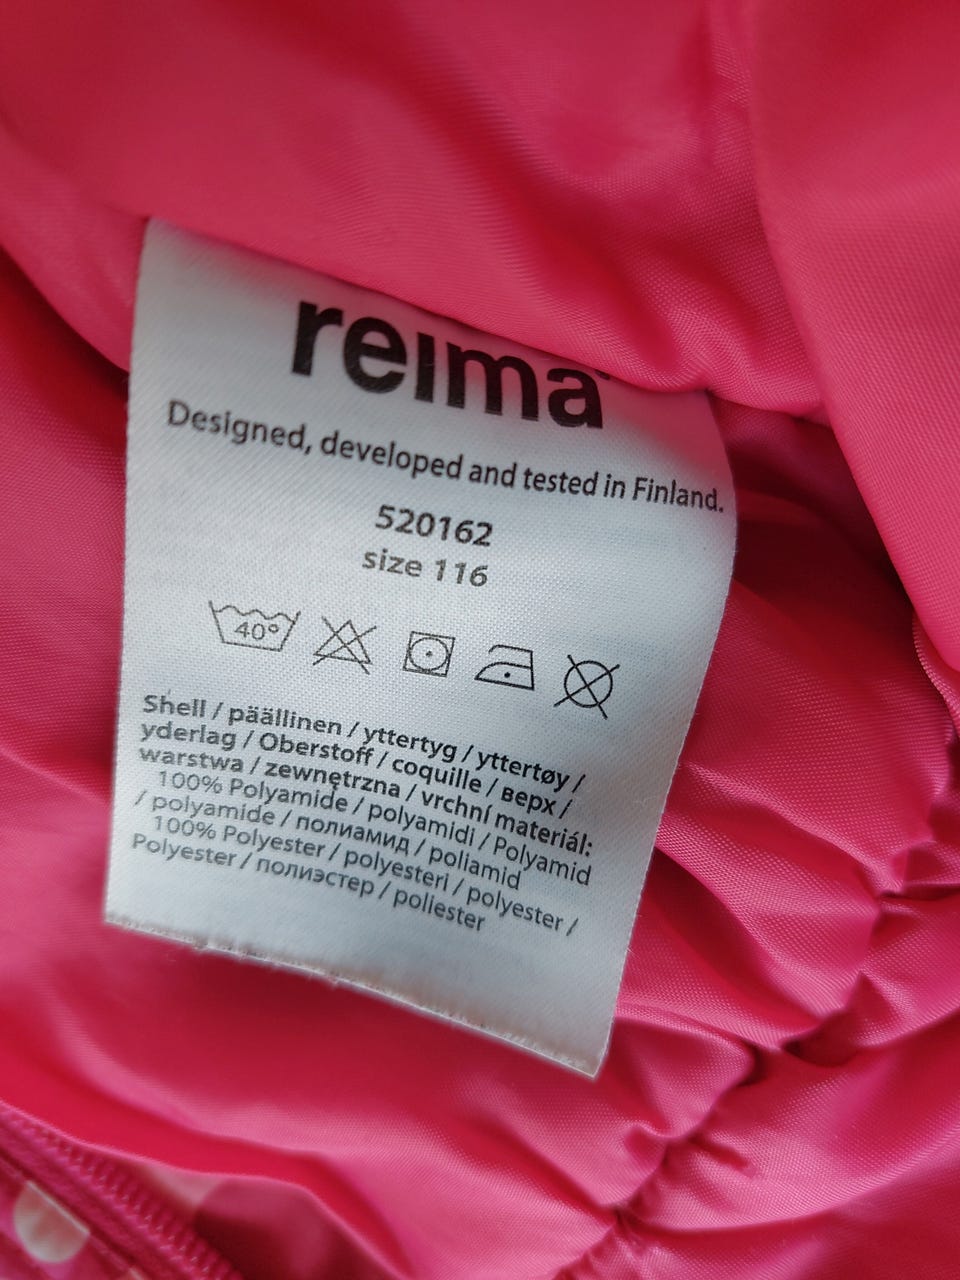 reima
Designed, developed and tested in Finland.
520162
size 116
40°
Shell / päällinen / yttertyg / yttertøy /
yderlag / Oberstoff / coquille / верх /
warstwa / zewnętrzna / vrchní materiál:
100% Polyamide / polyamidi / Polyamid
/ polyamide / полиамид / poliamid
100% Polyester / polyesteri / polyester /
Polyester / полиэстер / poliester